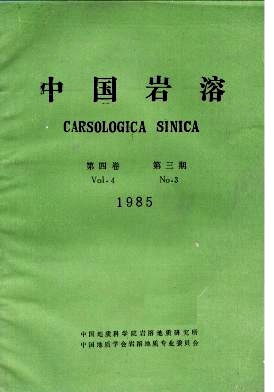 中国岩溶
CARSOLOGICA SINICA
第四卷 第三期
Vol-4 No-3
1985
中国地质科学院岩溶地质研究所
中国地质学会岩溶地质专业委员会